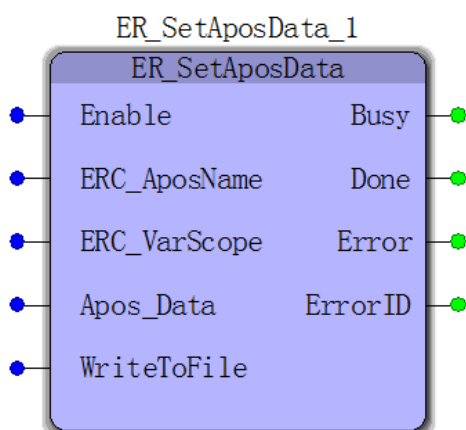 ER_SetAposData_1
ER_SetAposData
Enable Busy
ERC_AposName Done
ERC_VarScope Error
Apos_Data ErrorID
WriteToFile